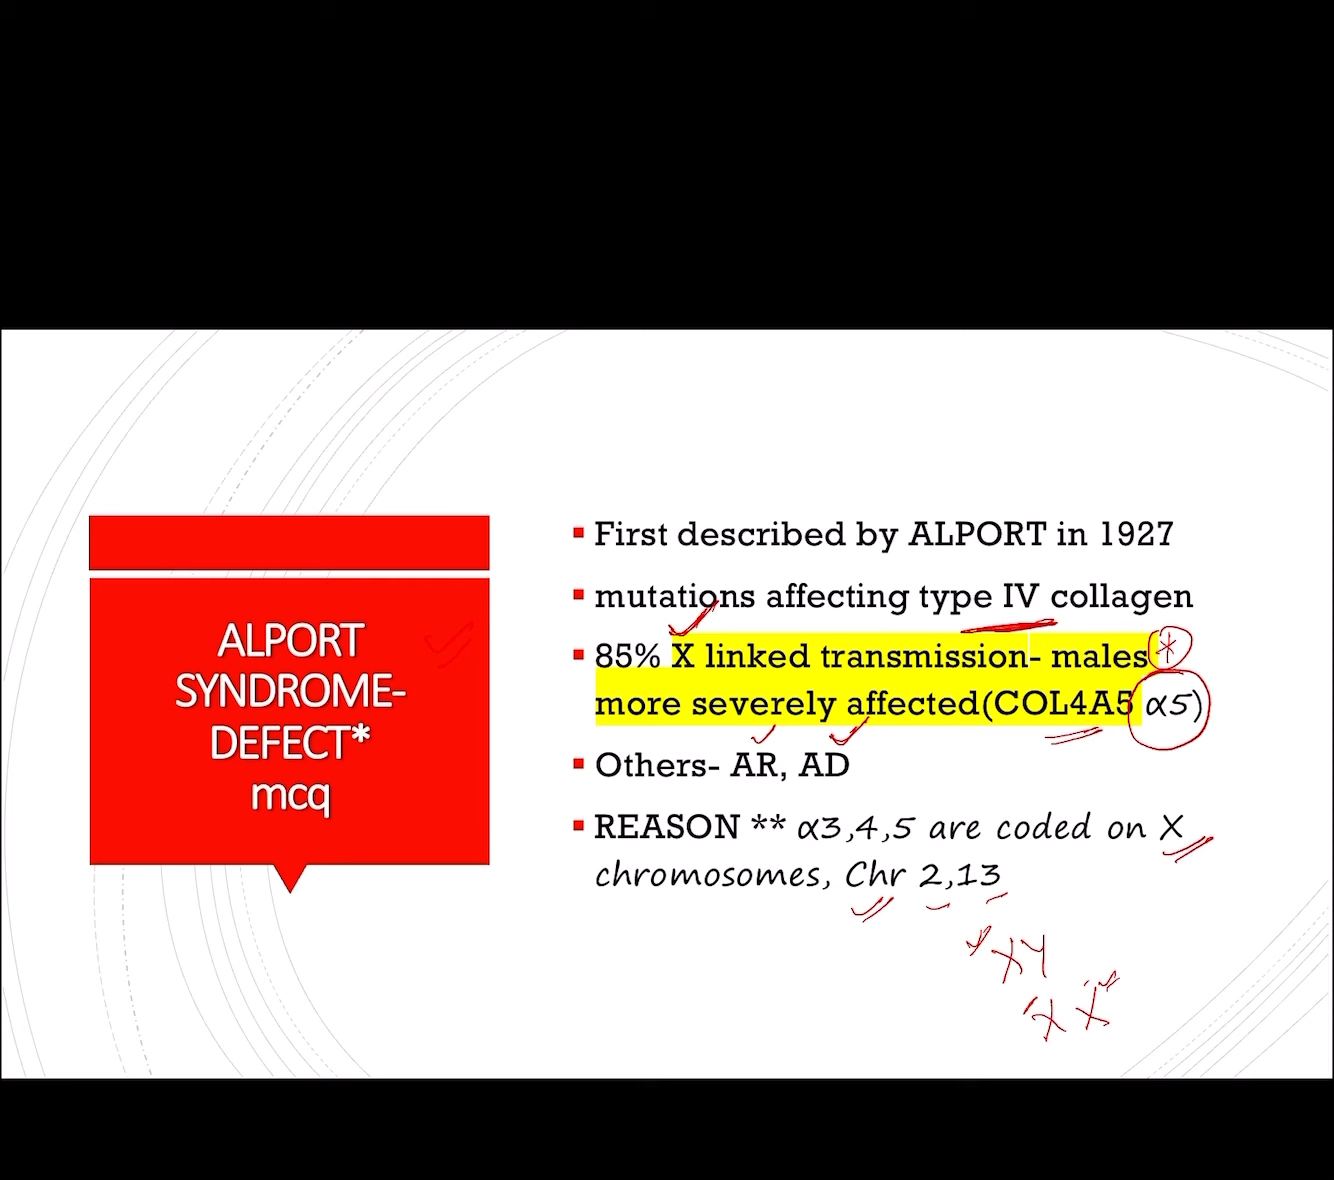 ALPORT
SYNDROME-
DEFECT*
mcq
▪ First described by ALPORT in 1927
▪ mutations affecting type IV collagen
▪ 85% X linked transmission- males *
more severely affected(COL4A5 α5)
▪ Others- AR, AD
▪ REASON ** α3,4,5 are coded on X
chromosomes, Chr 2,13
XY
X X